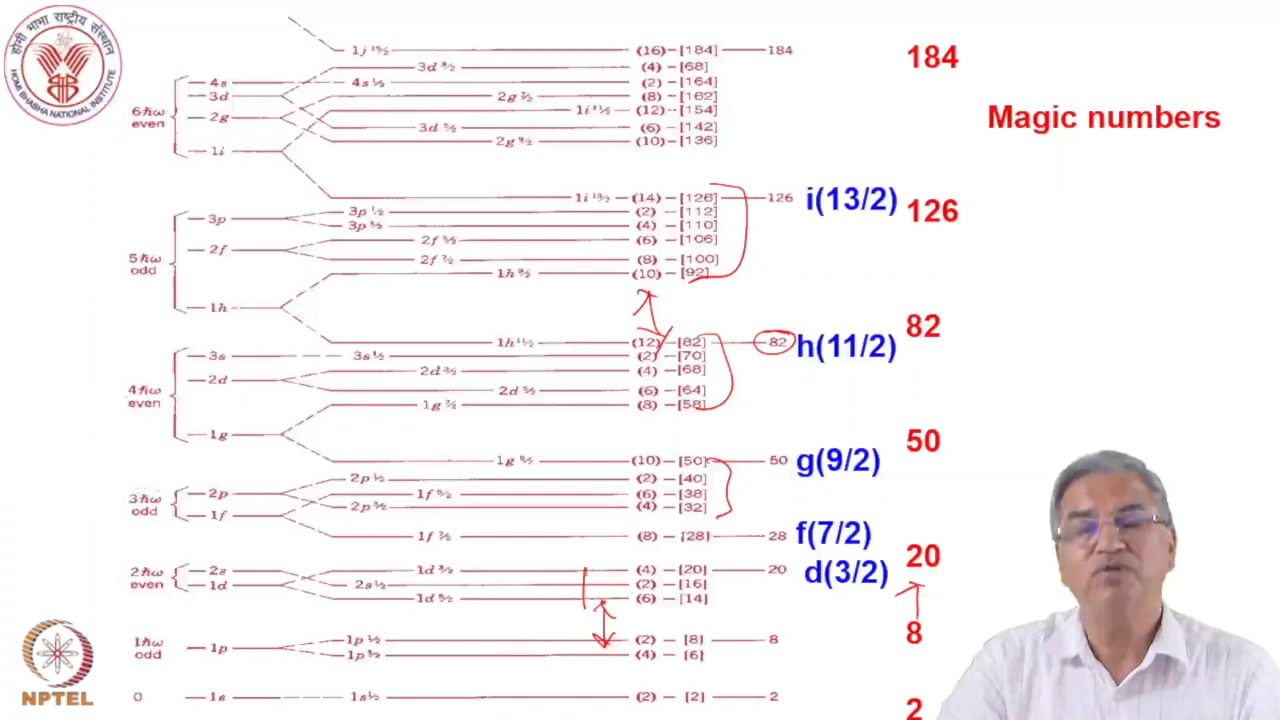 होमी भाभा राष्ट्रीय संस्थान
HOMI BHABHA NATIONAL INSTITUTE
NPTEL
Magic numbers
1j 15/2 (16) [184] 184 184
3d 3/2 (4) [68]
4s 4s 1/2 (2) [164]
3d 2g 7/2 (8) [162]
6ħω even 2g 1i 11/2 (12) [154]
3d 5/2 (6) [142]
2g 9/2 (10) [136]
1i
1i 13/2 (14) [126] 126 i(13/2) 126
3p 3p 1/2 (2) [112]
3p 3/2 (4) [110]
2f 2f 5/2 (6) [106]
5ħω odd 2f 7/2 (8) [100]
1h 9/2 (10) [92]
1h
1h 11/2 (12) [82] 82 h(11/2) 82
3s 3s 1/2 (2) [70]
2d 2d 3/2 (4) [68]
4ħω even 2d 5/2 (6) [64]
1g 7/2 (8) [58]
1g
1g 9/2 (10) [50] 50 g(9/2) 50
2p 1/2 (2) [40]
3ħω odd 2p 1f 5/2 (6) [38]
1f 2p 3/2 (4) [32]
1f 7/2 (8) [28] 28 f(7/2)
2s 1d 3/2 (4) [20] 20 d(3/2) 20
2ħω even 1d 2s 1/2 (2) [16]
1d 5/2 (6) [14]
1ħω odd 1p 1p 1/2 (2) [8] 8 8
1p 3/2 (4) [6]
0 1s 1s 1/2 (2) [2] 2 2